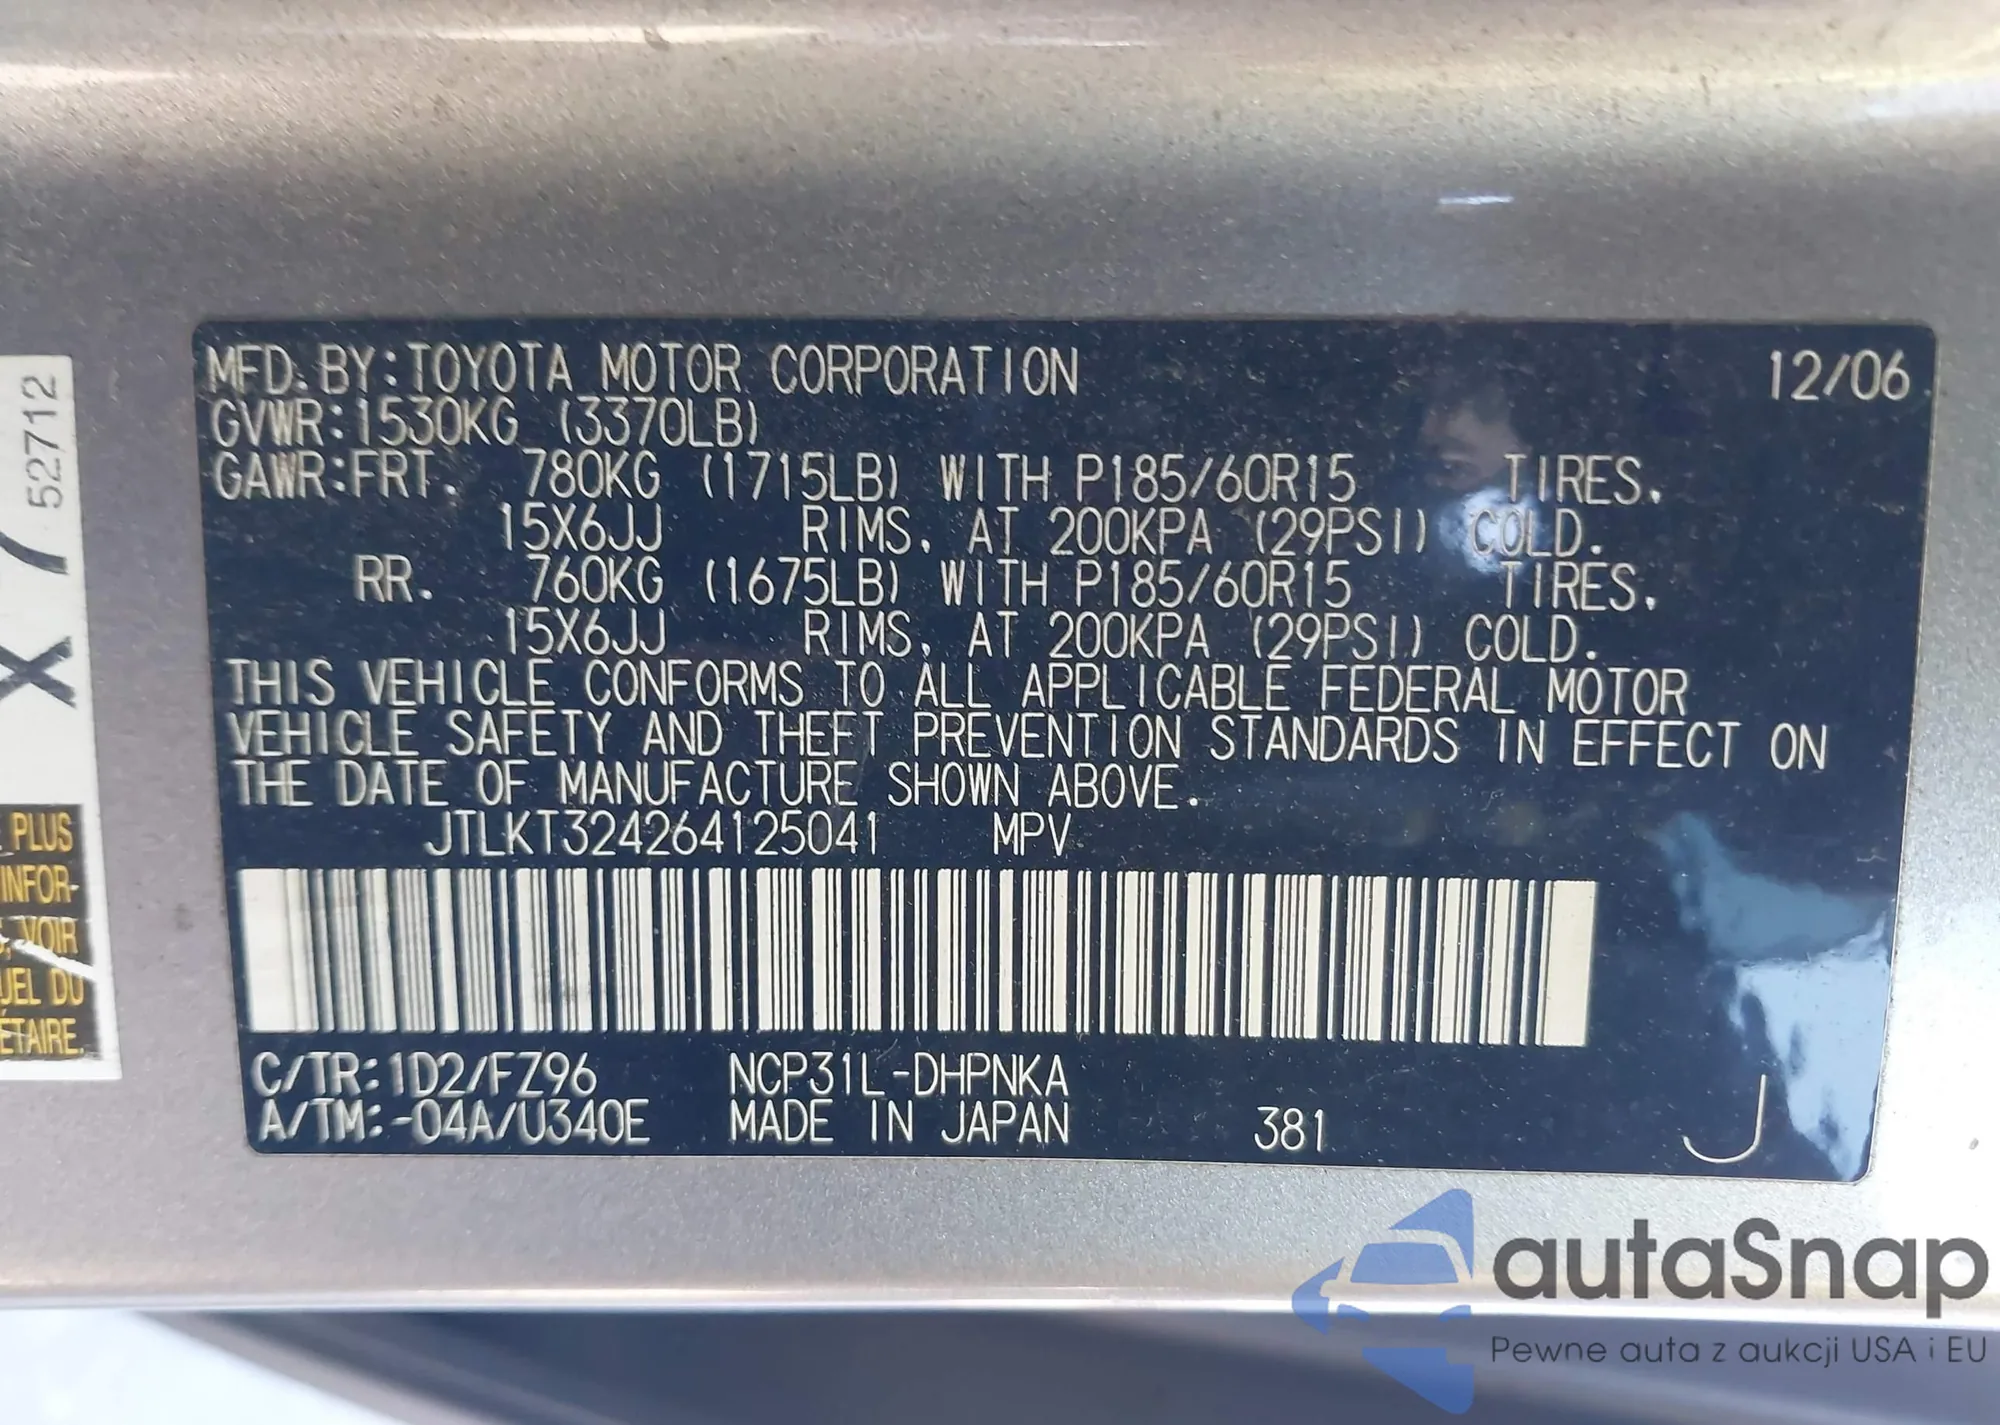 52712
X 7
PLUS
INFOR-
VOIR
UEL DU
ÉTAIRE.
MFD. BY: TOYOTA MOTOR CORPORATION 12/06
GVWR: 1530KG (3370LB)
GAWR: FRT. 780KG (1715LB) WITH P185/60R15 TIRES.
15X6JJ RIMS, AT 200KPA (29PSI) COLD.
RR. 760KG (1675LB) WITH P185/60R15 TIRES,
15X6JJ RIMS, AT 200KPA (29PSI) COLD.
THIS VEHICLE CONFORMS TO ALL APPLICABLE FEDERAL MOTOR
VEHICLE SAFETY AND THEFT PREVENTION STANDARDS IN EFFECT ON
THE DATE OF MANUFACTURE SHOWN ABOVE.
JTLKT324264125041 MPV
C/TR: 1D2/FZ96 NCP31L-DHPNKA
A/TM: -04A/U340E MADE IN JAPAN 381 J
autaSnap
Pewne auta z aukcji USA i EU